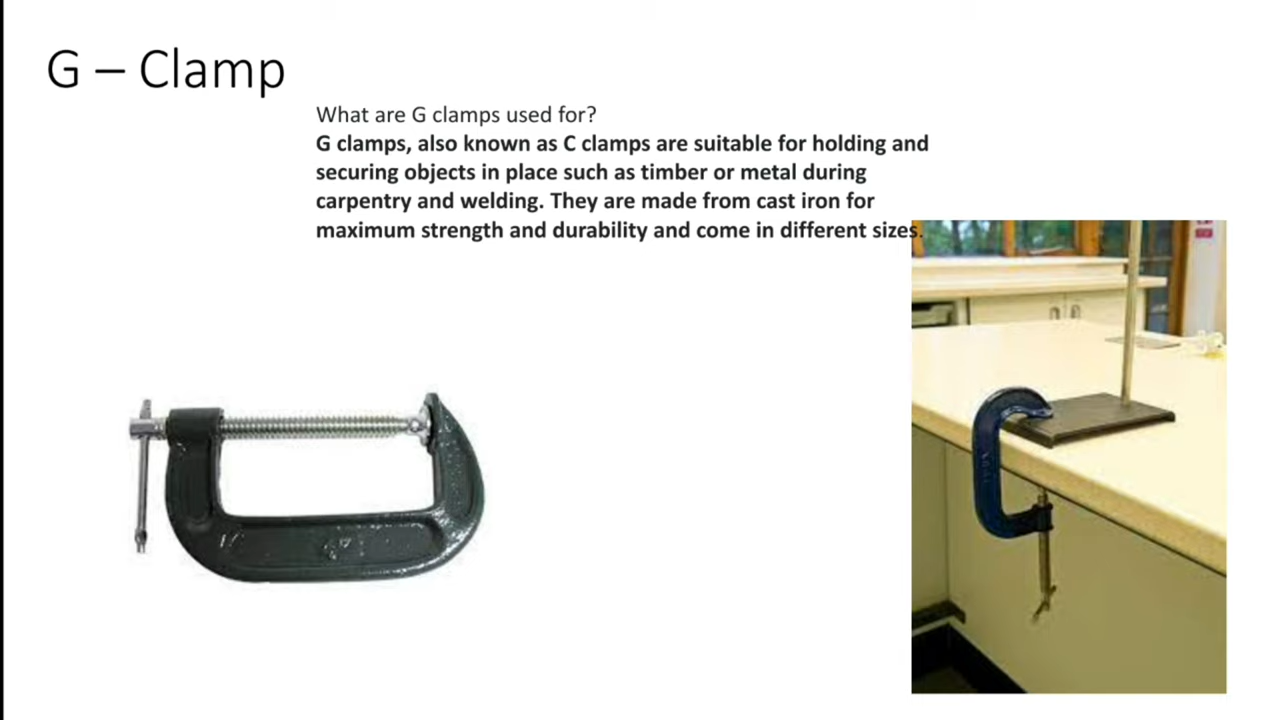 G – Clamp
What are G clamps used for?
G clamps, also known as C clamps are suitable for holding and
securing objects in place such as timber or metal during
carpentry and welding. They are made from cast iron for
maximum strength and durability and come in different sizes.